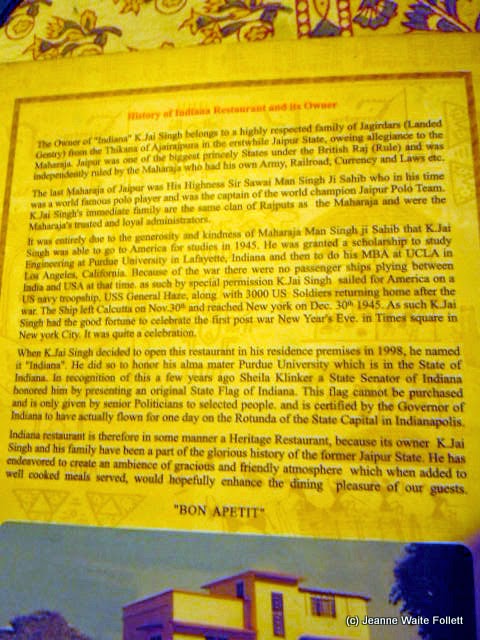 History of Indiana Restaurant and its Owner
The Owner of "Indiana" K.Jai Singh belongs to a highly respected family of Jagirdars (Landed
Gentry) from the Thikana of Ajairajpura in the erstwhile Jaipur State, oweing allegiance to the
Maharaja. Jaipur was one of the biggest princely States under the British Raj (Rule) and was
independently ruled by the Maharaja who had his own Army, Railroad, Currency and Laws etc.
The last Maharaja of Jaipur was His Highness Sir Sawai Man Singh Ji Sahib who in his time
was a world famous polo player and was the captain of the world champion Jaipur Polo Team.
K.Jai Singh's immediate family are the same clan of Rajputs as the Maharaja and were the
Maharaja's trusted and loyal administrators.
It was entirely due to the generosity and kindness of Maharaja Man Singh ji Sahib that K.Jai
Singh was able to go to America for studies in 1945. He was granted a scholarship to study
Engineering at Purdue University in Lafayette, Indiana and then to do his MBA at UCLA in
Los Angeles, California. Because of the war there were no passenger ships plying between
India and USA at that time. as such by special permission K.Jai Singh sailed for America on a
US navy troopship, USS General Haze, along with 3000 US Soldiers returning home after the
war. The Ship left Calcutta on Nov.30th and reached New york on Dec. 30th 1945. As such K.Jai
Singh had the good fortune to celebrate the first post war New Year's Eve. in Times square in
New york City. It was quite a celebration.
When K.Jai Singh decided to open this restaurant in his residence premises in 1998, he named
it "Indiana". He did so to honor his alma mater Purdue University which is in the State of
Indiana. In recognition of this a few years ago Sheila Klinker a State Senator of Indiana
honored him by presenting an original State Flag of Indiana. This flag cannot be purchased
and is only given by senior Politicians to selected people. and is certified by the Governor of
Indiana to have actually flown for one day on the Rotunda of the State Capital in Indianapolis.
Indiana restaurant is therefore in some manner a Heritage Restaurant, because its owner K.Jai
Singh and his family have been a part of the glorious history of the former Jaipur State. He has
endeavored to create an ambience of gracious and friendly atmosphere which when added to
well cooked meals served, would hopefully enhance the dining pleasure of our guests.
"BON APETIT"
(c) Jeanne Waite Follett